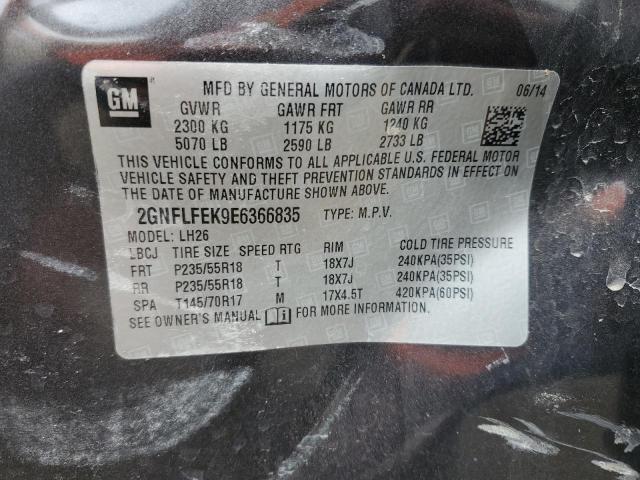 GM
MFD BY GENERAL MOTORS OF CANADA LTD. 06/14
GVWR GAWR FRT GAWR RR
2300 KG 1175 KG 1240 KG
5070 LB 2590 LB 2733 LB
THIS VEHICLE CONFORMS TO ALL APPLICABLE U.S. FEDERAL MOTOR
VEHICLE SAFETY AND THEFT PREVENTION STANDARDS IN EFFECT ON
THE DATE OF MANUFACTURE SHOWN ABOVE.
2GNFLFEK9E6366835 TYPE: M.P.V.
MODEL: LH26
LBCJ TIRE SIZE SPEED RTG RIM COLD TIRE PRESSURE
FRT P235/55R18 T 18X7J 240KPA(35PSI)
RR P235/55R18 T 18X7J 240KPA(35PSI)
SPA T145/70R17 M 17X4.5T 420KPA(60PSI)
SEE OWNER'S MANUAL FOR MORE INFORMATION.